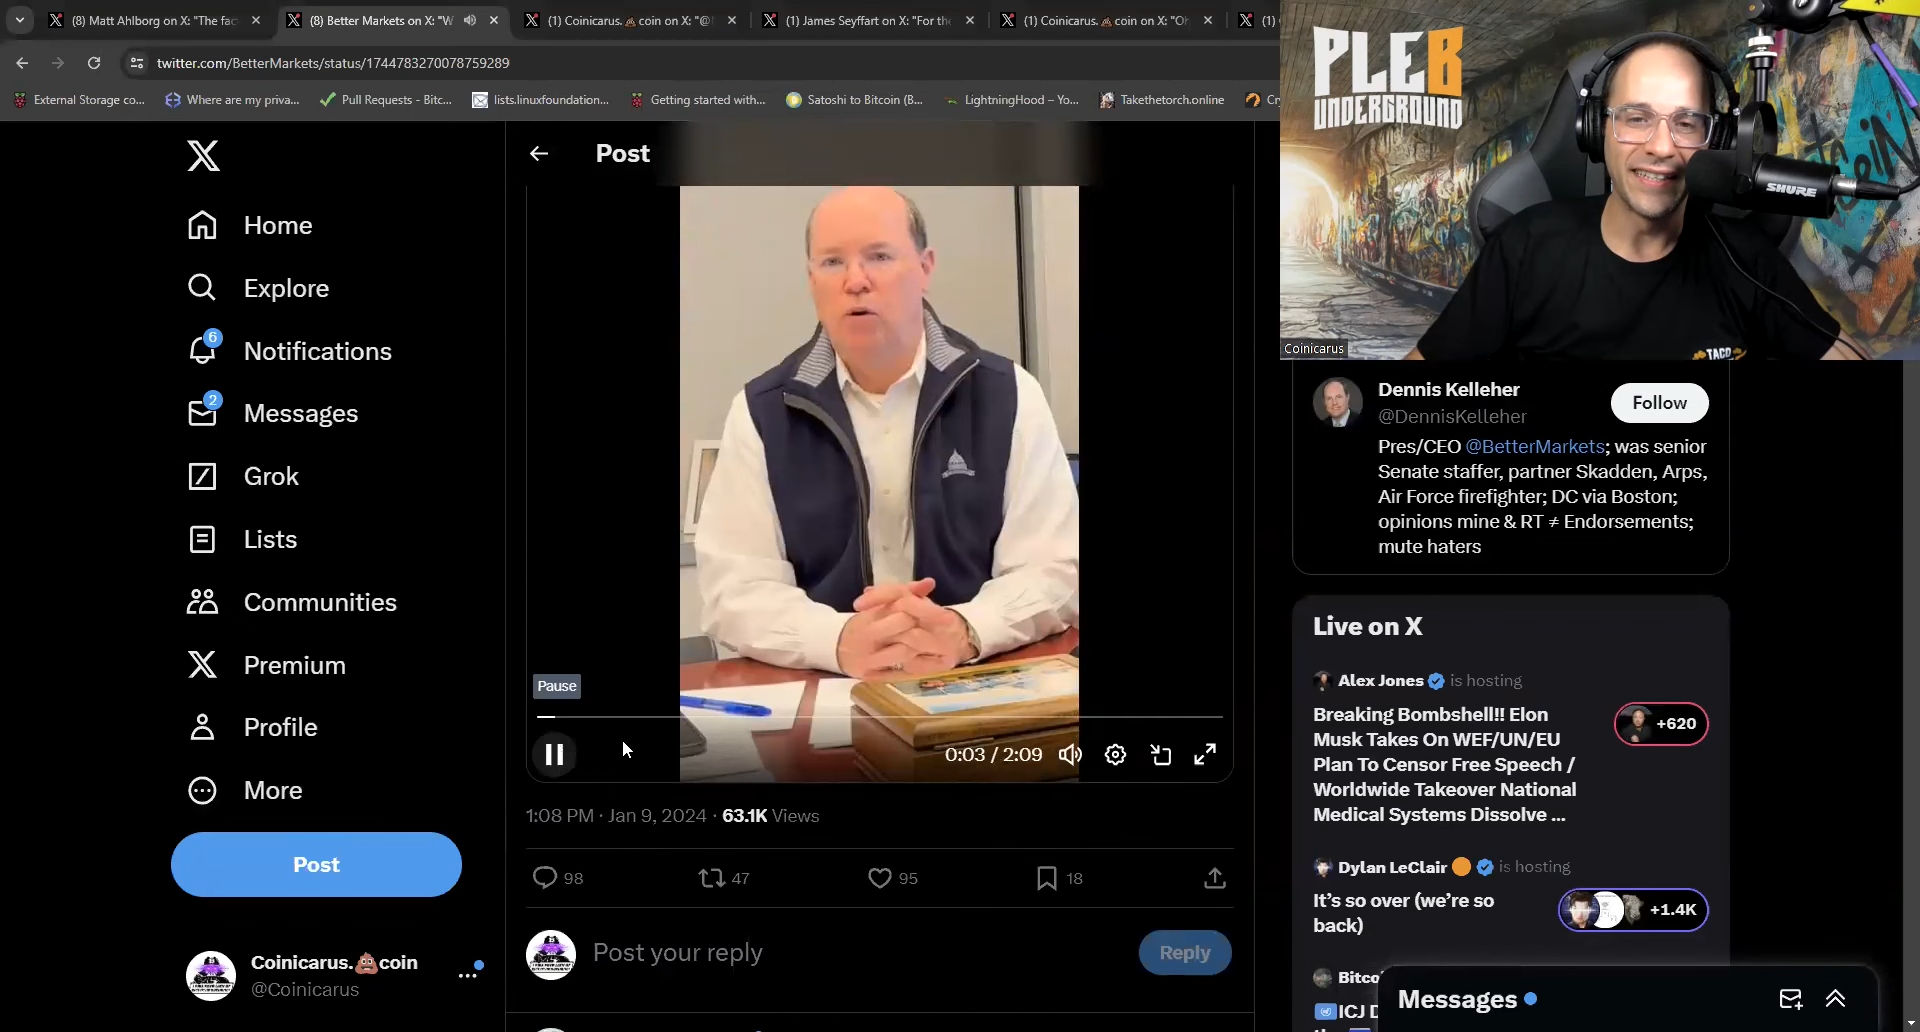 (8) Matt Ahlborg on X: "The fac
(8) Better Markets on X: "W
(1) Coinicarus.💩coin on X: "@
(1) James Seyffart on X: "For the
(1) Coinicarus.💩coin on X: "Oh
(1)
twitter.com/BetterMarkets/status/1744783270078759289
External Storage co...
Where are my priva...
Pull Requests - Bitc...
lists.linuxfoundation...
Getting started with...
Satoshi to Bitcoin (B...
LightningHood – Yo...
Takethetorch.online
PLEB
UNDERGROUND
SHURE
TACO
Coinicarus
Post
Home
Explore
6
Notifications
2
Messages
Grok
Lists
Communities
Premium
Profile
More
Post
Coinicarus.💩coin
@Coinicarus
Pause
0:03 / 2:09
1:08 PM · Jan 9, 2024 · 63.1K Views
98
47
95
18
Post your reply
Reply
Dennis Kelleher
@DennisKelleher
Follow
Pres/CEO @BetterMarkets; was senior
Senate staffer, partner Skadden, Arps,
Air Force firefighter; DC via Boston;
opinions mine & RT ≠ Endorsements;
mute haters
Live on X
Alex Jones is hosting
Breaking Bombshell!! Elon
Musk Takes On WEF/UN/EU
Plan To Censor Free Speech /
Worldwide Takeover National
Medical Systems Dissolve ...
+620
Dylan LeClair 🟠 is hosting
It's so over (we're so
back)
+1.4K
Bitco
ICJ D
Messages